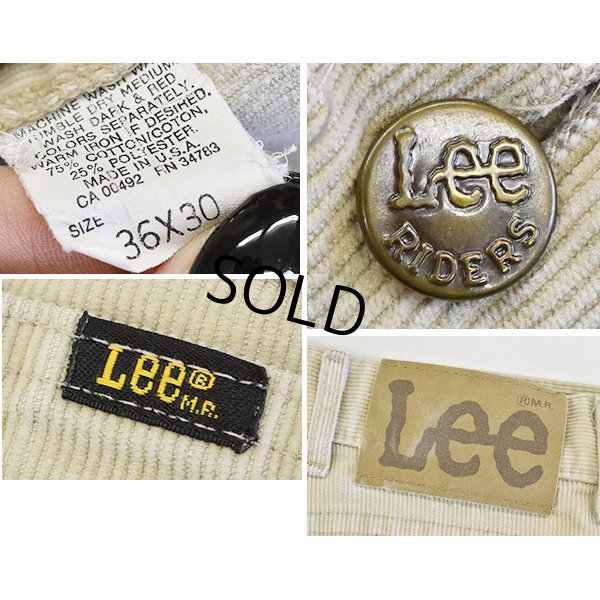 MACHINE WASH WA
TUMBLE DRY MEDIUM
WASH DARK & RED
COLORS SEPARATELY.
WARM IRON IF DESIRED.
75% COTTON/COTTON,
25% POLYESTER.
MADE IN U.S.A.
CA 00492 FN 34783
SIZE 36X30
Lee
RIDERS
SOLD
Lee®
M.R.
® M.R.
Lee